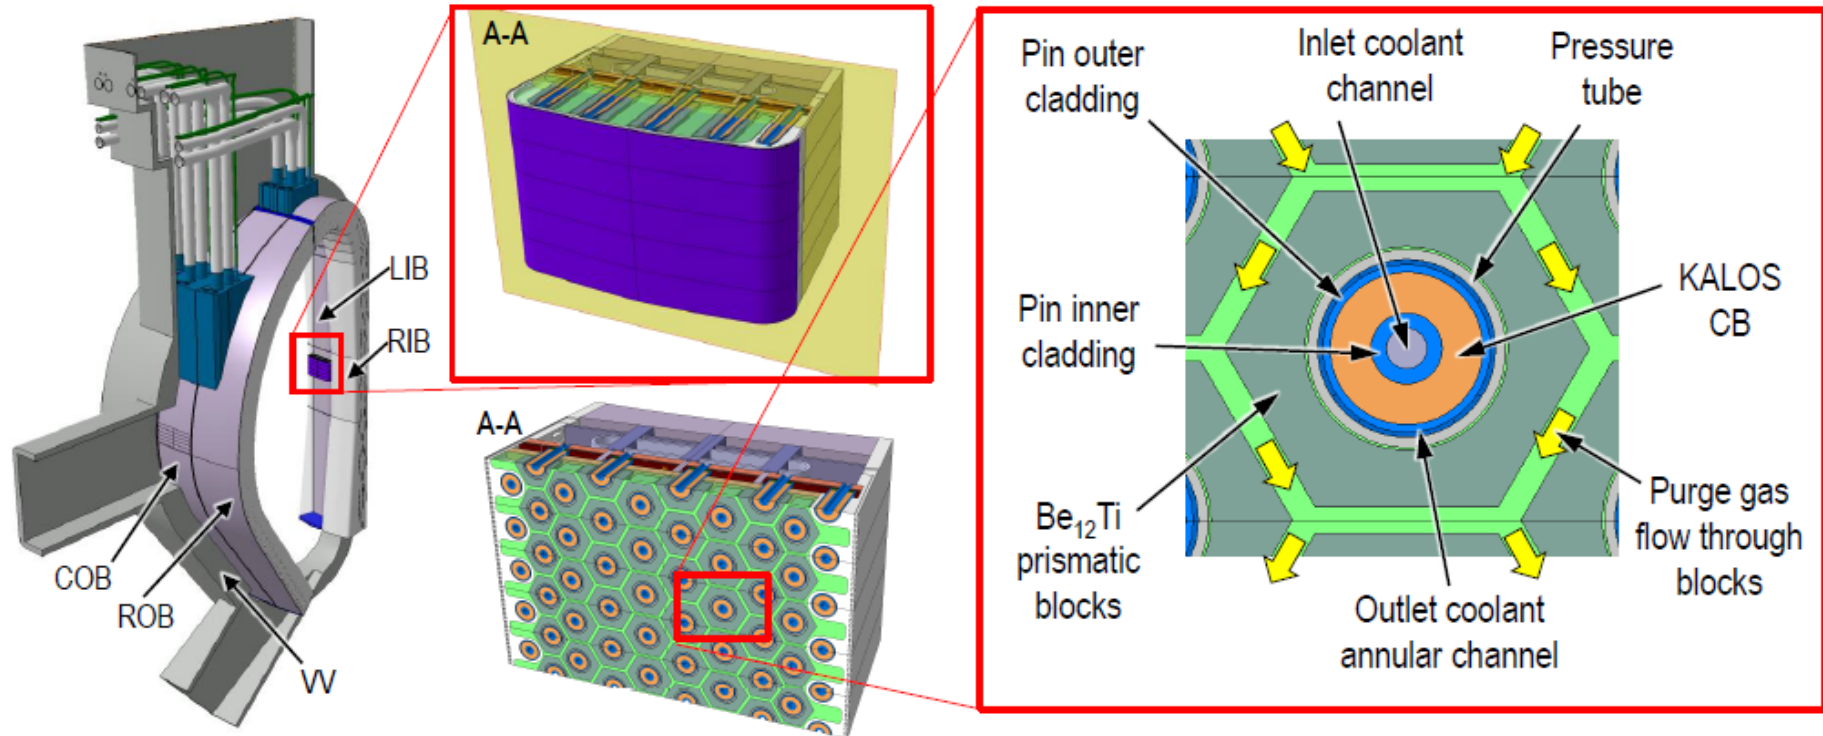 LIB
RIB
COB
ROB
VV
A-A
A-A
Pin outer
cladding
Inlet coolant
channel
Pressure
tube
Pin inner
cladding
KALOS
CB
Be₁₂Ti
prismatic
blocks
Outlet coolant
annular channel
Purge gas
flow through
blocks